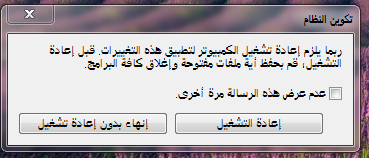 تكوين النظام
ربما يلزم إعادة تشغيل الكمبيوتر لتطبيق هذه التغييرات. قبل إعادة
التشغيل، قم بحفظ أية ملفات مفتوحة وإغلاق كافة البرامج.
عدم عرض هذه الرسالة مرة أخرى.
إعادة التشغيل
إنهاء بدون إعادة تشغيل